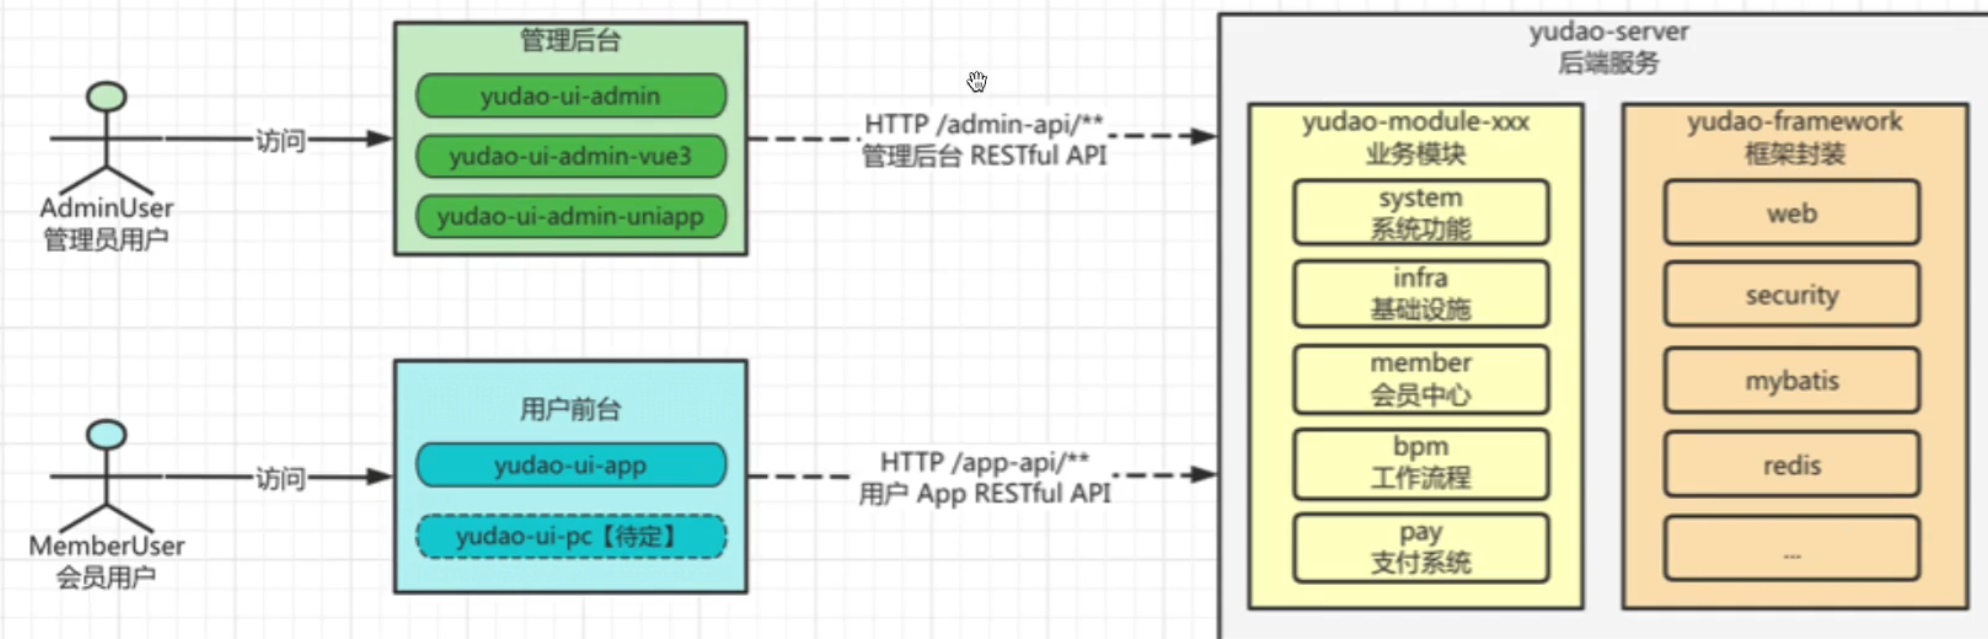 管理后台
yudao-ui-admin
yudao-ui-admin-vue3
yudao-ui-admin-uniapp
访问
AdminUser
管理员用户
HTTP /admin-api/**
管理后台 RESTful API
用户前台
yudao-ui-app
yudao-ui-pc【待定】
访问
MemberUser
会员用户
HTTP /app-api/**
用户 App RESTful API
yudao-server
后端服务
yudao-module-xxx
业务模块
system
系统功能
infra
基础设施
member
会员中心
bpm
工作流程
pay
支付系统
yudao-framework
框架封装
web
security
mybatis
redis
...